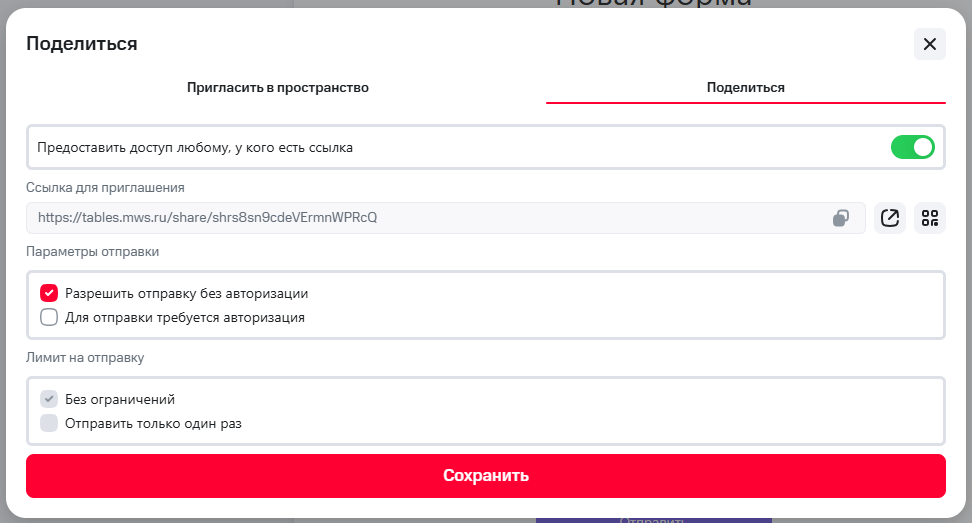 Новая форма
Поделиться
Пригласить в пространство
Поделиться
Предоставить доступ любому, у кого есть ссылка
Ссылка для приглашения
https://tables.mws.ru/share/shrs8sn9cdeVErmnWPRcQ
Параметры отправки
Разрешить отправку без авторизации
Для отправки требуется авторизация
Лимит на отправку
Без ограничений
Отправить только один раз
Сохранить
Отправить